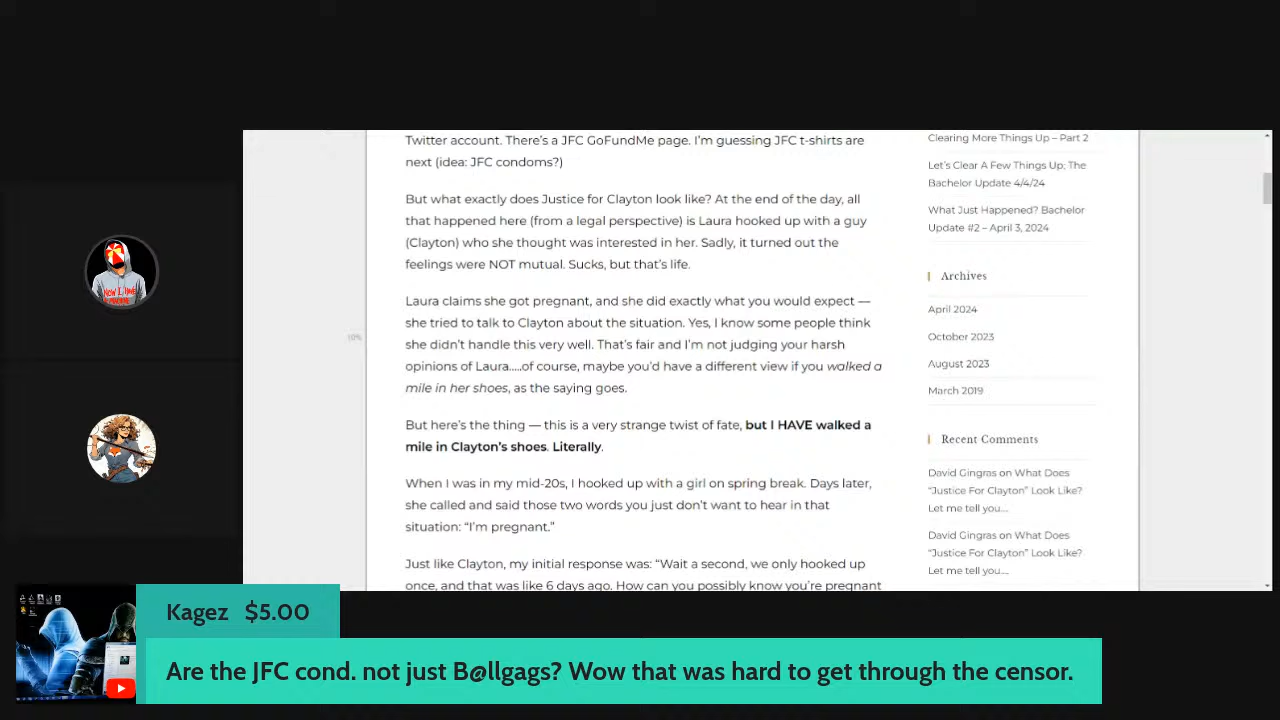 Twitter account. There's a JFC GoFundMe page. I'm guessing JFC t-shirts are
next (idea: JFC condoms?)
But what exactly does Justice for Clayton look like? At the end of the day, all
that happened here (from a legal perspective) is Laura hooked up with a guy
(Clayton) who she thought was interested in her. Sadly, it turned out the
feelings were NOT mutual. Sucks, but that's life.
Laura claims she got pregnant, and she did exactly what you would expect —
she tried to talk to Clayton about the situation. Yes, I know some people think
she didn't handle this very well. That's fair and I'm not judging your harsh
opinions of Laura.....of course, maybe you'd have a different view if you walked a
mile in her shoes, as the saying goes.
10%
But here's the thing — this is a very strange twist of fate, but I HAVE walked a
mile in Clayton's shoes. Literally.
When I was in my mid-20s, I hooked up with a girl on spring break. Days later,
she called and said those two words you just don't want to hear in that
situation: “I'm pregnant.”
Just like Clayton, my initial response was: “Wait a second, we only hooked up
once, and that was like 6 days ago. How can you possibly know you're pregnant
Clearing More Things Up – Part 2
Let's Clear A Few Things Up; The
Bachelor Update 4/4/24
What Just Happened? Bachelor
Update #2 – April 3, 2024
Archives
April 2024
October 2023
August 2023
March 2019
Recent Comments
David Gingras on What Does
“Justice For Clayton” Look Like?
Let me tell you....
David Gingras on What Does
“Justice For Clayton” Look Like?
Let me tell you....
Kagez $5.00
Are the JFC cond. not just B@llgags? Wow that was hard to get through the censor.